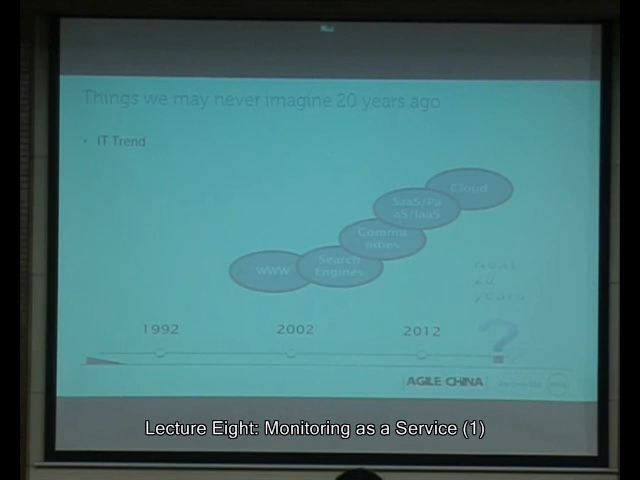 Things we may never imagine 20 years ago
• IT Trend
Cloud
SaaS/Pa
aS/IaaS
Commu
nities
Search
Engines
WWW
Next
20
years
?
1992
2002
2012
AGILE CHINA
Lecture Eight: Monitoring as a Service (1)